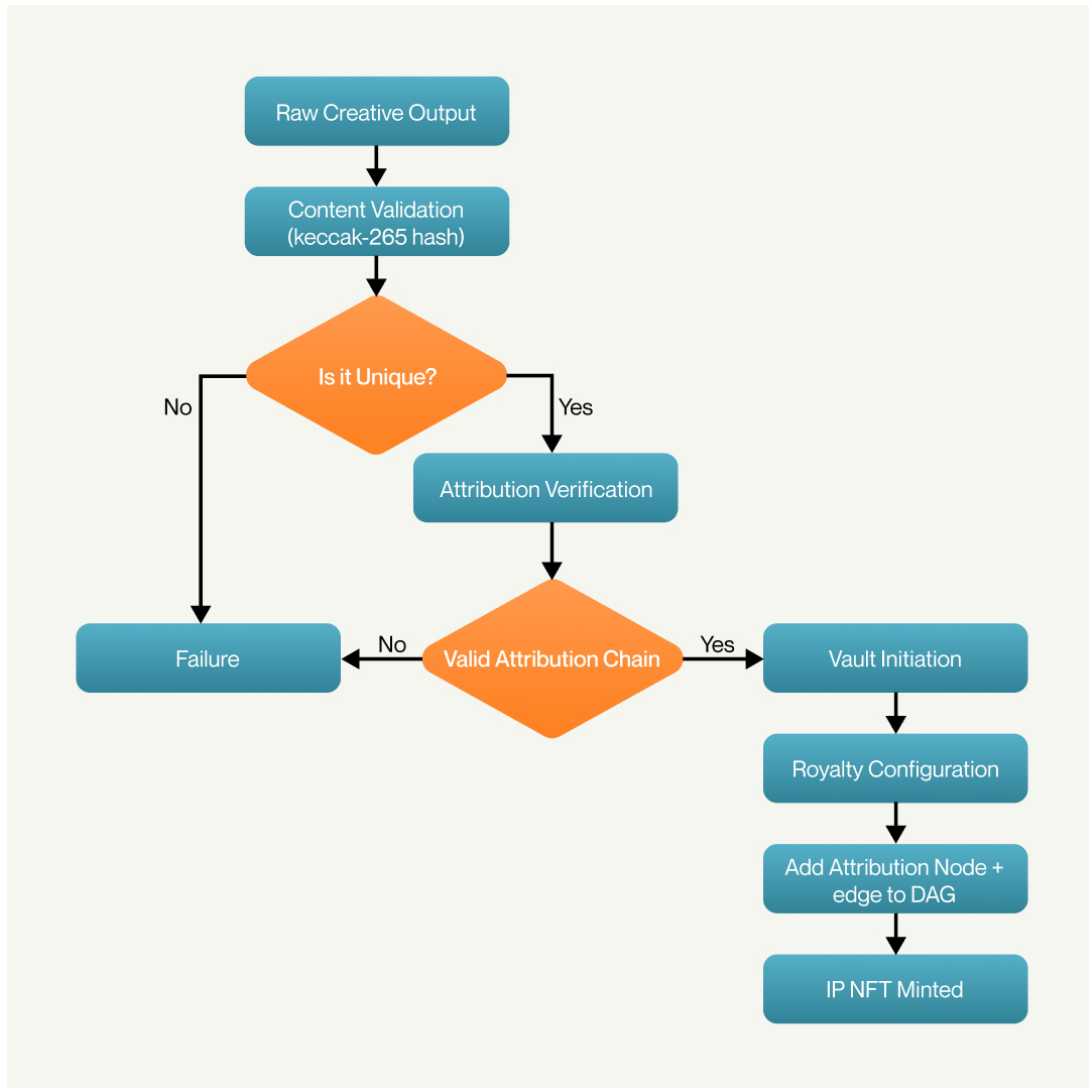 Raw Creative Output
Content Validation
(keccak-265 hash)
Is it Unique?
No
Yes
Attribution Verification
Failure
No
Valid Attribution Chain
Yes
Vault Initiation
Royalty Configuration
Add Attribution Node +
edge to DAG
IP NFT Minted